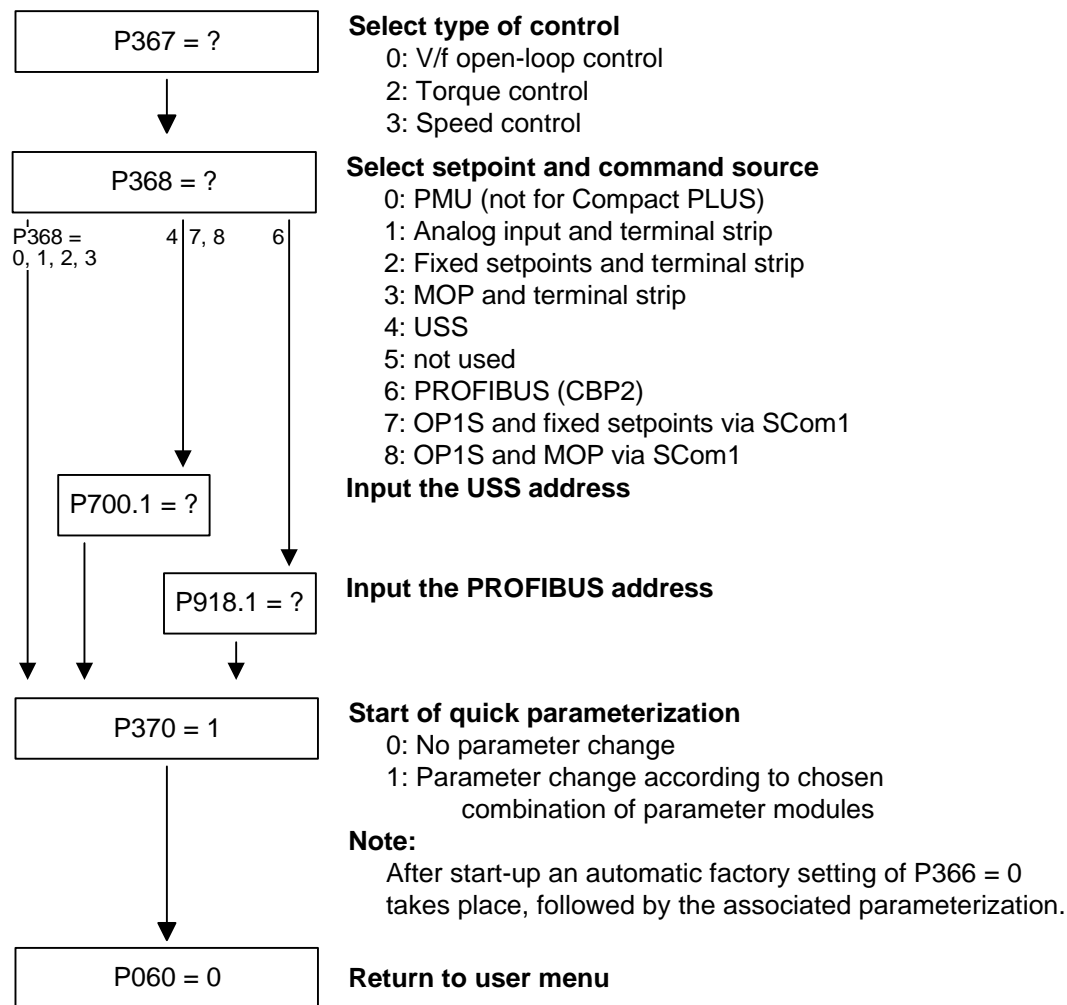 P367 = ?
Select type of control
0: V/f open-loop control
2: Torque control
3: Speed control
P368 = ?
Select setpoint and command source
0: PMU (not for Compact PLUS)
1: Analog input and terminal strip
2: Fixed setpoints and terminal strip
3: MOP and terminal strip
4: USS
5: not used
6: PROFIBUS (CBP2)
7: OP1S and fixed setpoints via SCom1
8: OP1S and MOP via SCom1
P368 =
0, 1, 2, 3
4 7, 8
6
P700.1 = ?
Input the USS address
P918.1 = ?
Input the PROFIBUS address
P370 = 1
Start of quick parameterization
0: No parameter change
1: Parameter change according to chosen
combination of parameter modules
Note:
After start-up an automatic factory setting of P366 = 0
takes place, followed by the associated parameterization.
P060 = 0
Return to user menu